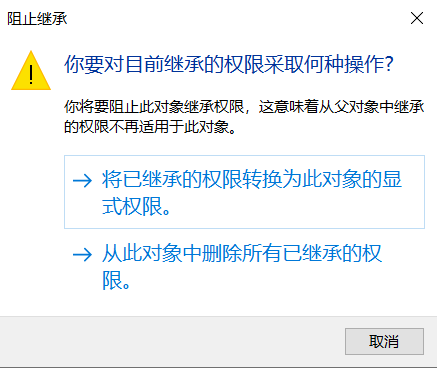 阻止继承
你要对目前继承的权限采取何种操作?
你将要阻止此对象继承权限，这意味着从父对象中继承
的权限不再适用于此对象。
将已继承的权限转换为此对象的显
式权限。
从此对象中删除所有已继承的权
限。
取消